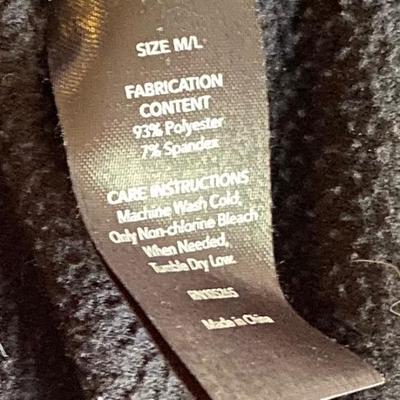 SIZE M/L
FABRICATION
CONTENT
93% Polyester
7% Spandex
CARE INSTRUCTIONS
Machine Wash Cold,
Only Non-chlorine Bleach
When Needed,
Tumble Dry Low.
Made in China